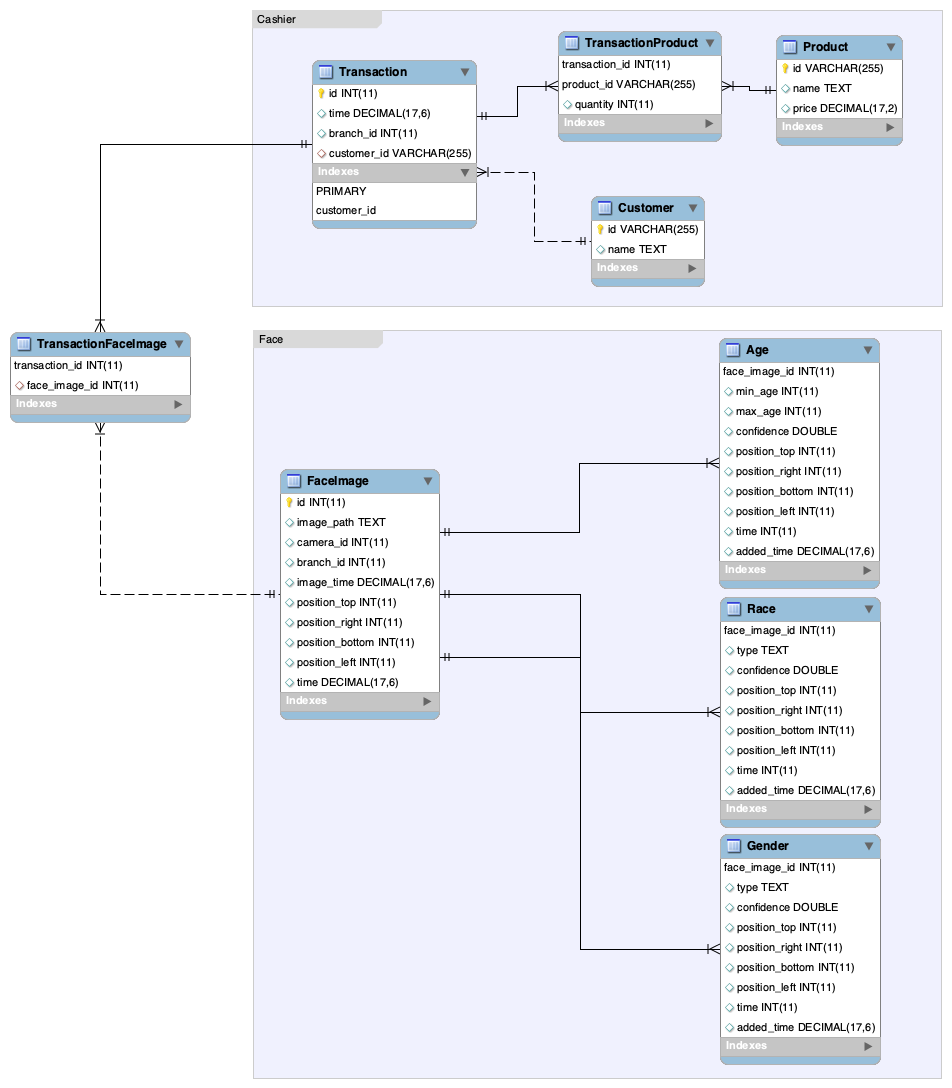 Cashier
Transaction
id INT(11)
time DECIMAL(17,6)
branch_id INT(11)
customer_id VARCHAR(255)
Indexes
PRIMARY
customer_id
TransactionProduct
transaction_id INT(11)
product_id VARCHAR(255)
quantity INT(11)
Indexes
Product
id VARCHAR(255)
name TEXT
price DECIMAL(17,2)
Indexes
Customer
id VARCHAR(255)
name TEXT
Indexes
TransactionFaceImage
transaction_id INT(11)
face_image_id INT(11)
Indexes
Face
FaceImage
id INT(11)
image_path TEXT
camera_id INT(11)
branch_id INT(11)
image_time DECIMAL(17,6)
position_top INT(11)
position_right INT(11)
position_bottom INT(11)
position_left INT(11)
time DECIMAL(17,6)
Indexes
Age
face_image_id INT(11)
min_age INT(11)
max_age INT(11)
confidence DOUBLE
position_top INT(11)
position_right INT(11)
position_bottom INT(11)
position_left INT(11)
time INT(11)
added_time DECIMAL(17,6)
Indexes
Race
face_image_id INT(11)
type TEXT
confidence DOUBLE
position_top INT(11)
position_right INT(11)
position_bottom INT(11)
position_left INT(11)
time INT(11)
added_time DECIMAL(17,6)
Indexes
Gender
face_image_id INT(11)
type TEXT
confidence DOUBLE
position_top INT(11)
position_right INT(11)
position_bottom INT(11)
position_left INT(11)
time INT(11)
added_time DECIMAL(17,6)
Indexes